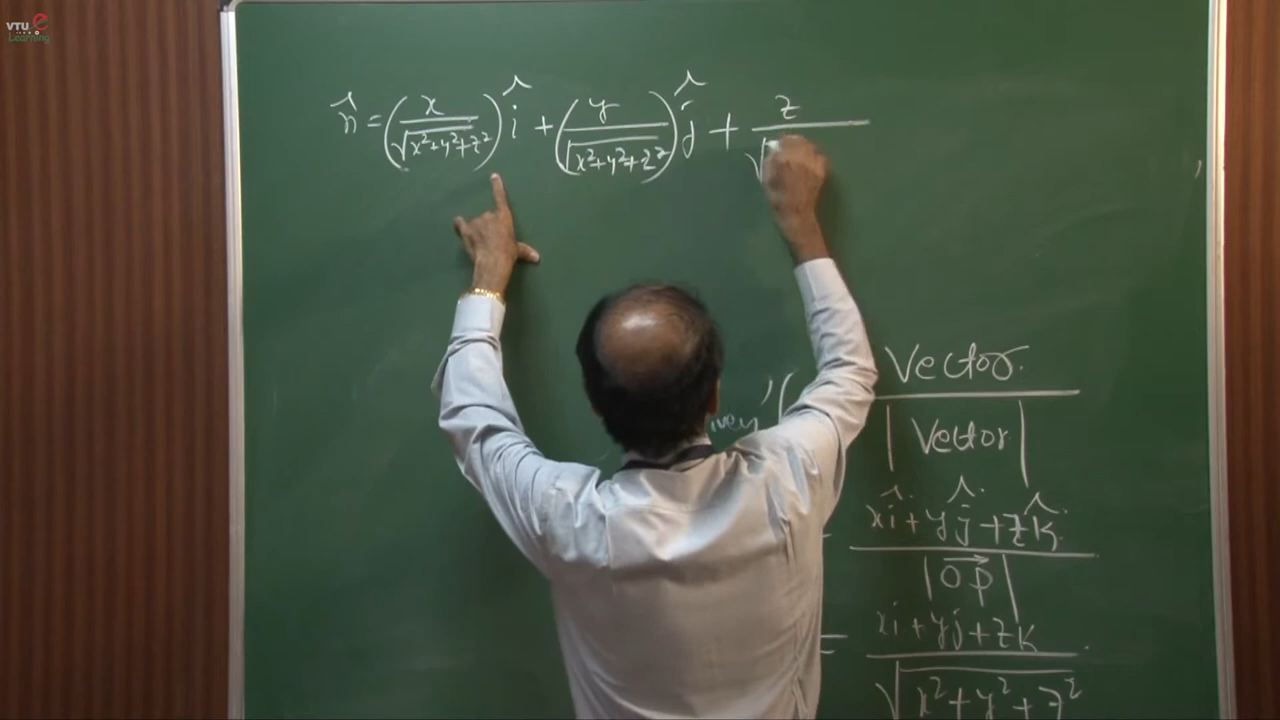 VTU e
Learning
n̂ = (x / √(x²+y²+z²)) î + (y / √(x²+y²+z²)) ĵ + z / √
Vector
|Vector|
xî + yĵ + zk̂
|OP→|
= xi + yj + zk
√(x² + y² + z²)